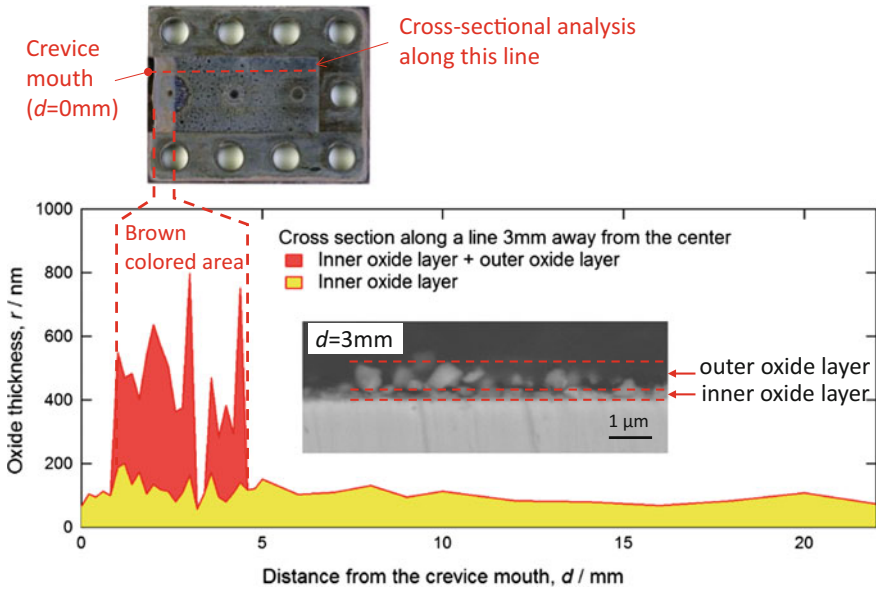 Crevice
mouth
(d=0mm)
Cross-sectional analysis
along this line
1000
800
600
400
200
0
Oxide thickness, r / nm
Brown
colored area
Cross section along a line 3mm away from the center
Inner oxide layer + outer oxide layer
Inner oxide layer
d=3mm
outer oxide layer
inner oxide layer
1 μm
0
5
10
15
20
Distance from the crevice mouth, d / mm